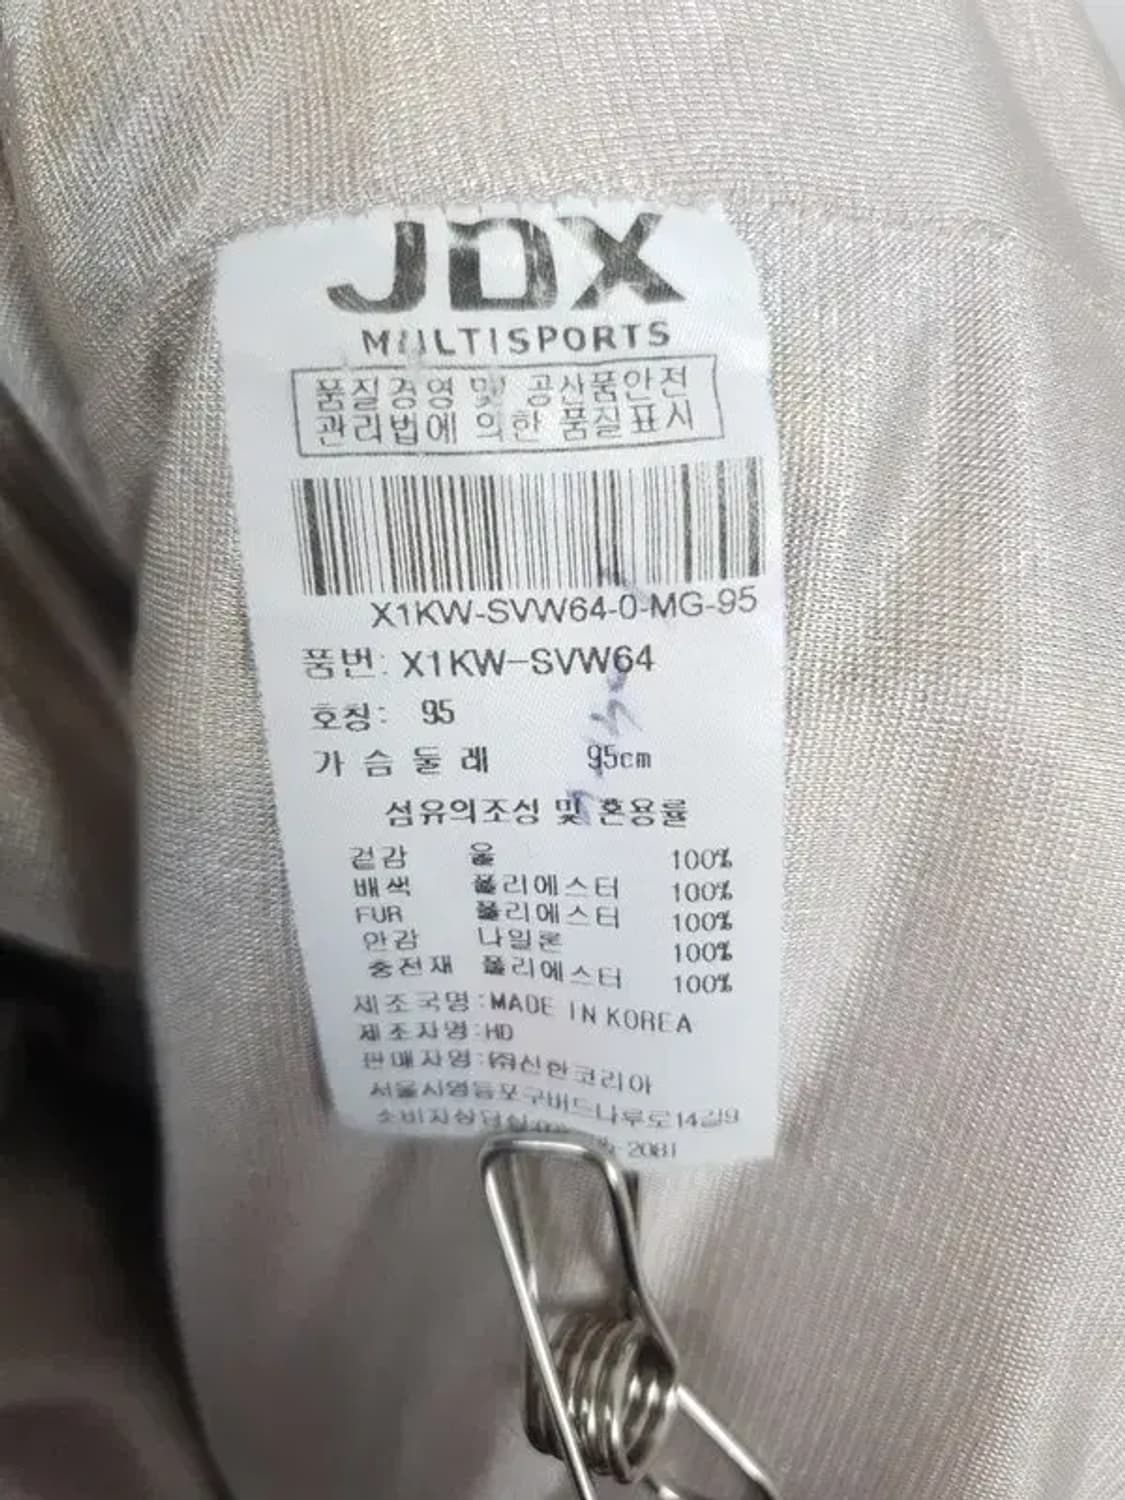 JDX
MULTISPORTS
품질경영 및 공산품안전
관리법에 의한 품질표시
X1KW-SVW64-0-MG-95
품번: X1KW-SVW64
호칭: 95
가슴둘레 95cm
섬유의조성 및 혼용률
겉감 울 100%
배색 폴리에스터 100%
FUR 폴리에스터 100%
안감 나일론 100%
충전재 폴리에스터 100%
제조국명:MADE IN KOREA
제조자명:HD
판매자명:㈜신한코리아
서울시영등포구버드나루로14길9
소비자상담실 2081